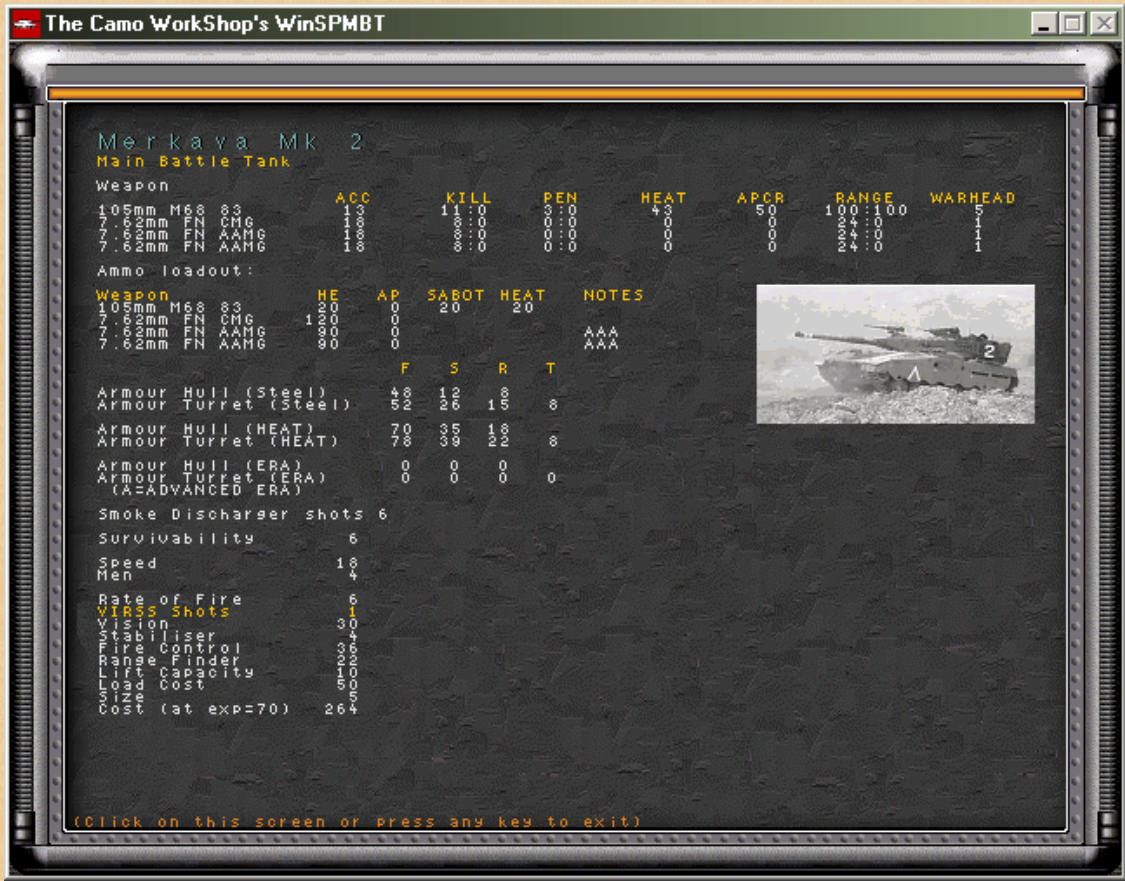 The Camo WorkShop's WinSPMBT
Merkava Mk 2
Main Battle Tank
Weapon
ACC KILL PEN HEAT APCR RANGE WARHEAD
105mm M68 83 13 11:0 3:0 43 50 100:100 5
7.62mm FN CMG 18 8:0 0:0 0 0 24:0 1
7.62mm FN AAMG 18 8:0 0:0 0 0 24:0 1
7.62mm FN AAMG 18 8:0 0:0 0 0 24:0 1
Ammo loadout:
Weapon HE AP SABOT HEAT NOTES
105mm M68 83 20 0 20 20
7.62mm FN CMG 120 0
7.62mm FN AAMG 90 0 AAA
7.62mm FN AAMG 90 0 AAA
2
F S R T
Armour Hull (Steel) 48 12 8
Armour Turret (Steel) 52 26 15 8
Armour Hull (HEAT) 70 35 18
Armour Turret (HEAT) 78 39 22 8
Armour Hull (ERA) 0 0 0
Armour Turret (ERA) 0 0 0 0
(A=ADVANCED ERA)
Smoke Discharger shots 6
Survivability 6
Speed 18
Men 4
Rate of Fire 6
VIRSS Shots 1
Vision 30
Stabiliser 4
Fire Control 36
Range Finder 22
Lift Capacity 10
Load Cost 50
Size 5
Cost (at exp=70) 264
(Click on this screen or press any key to exit)